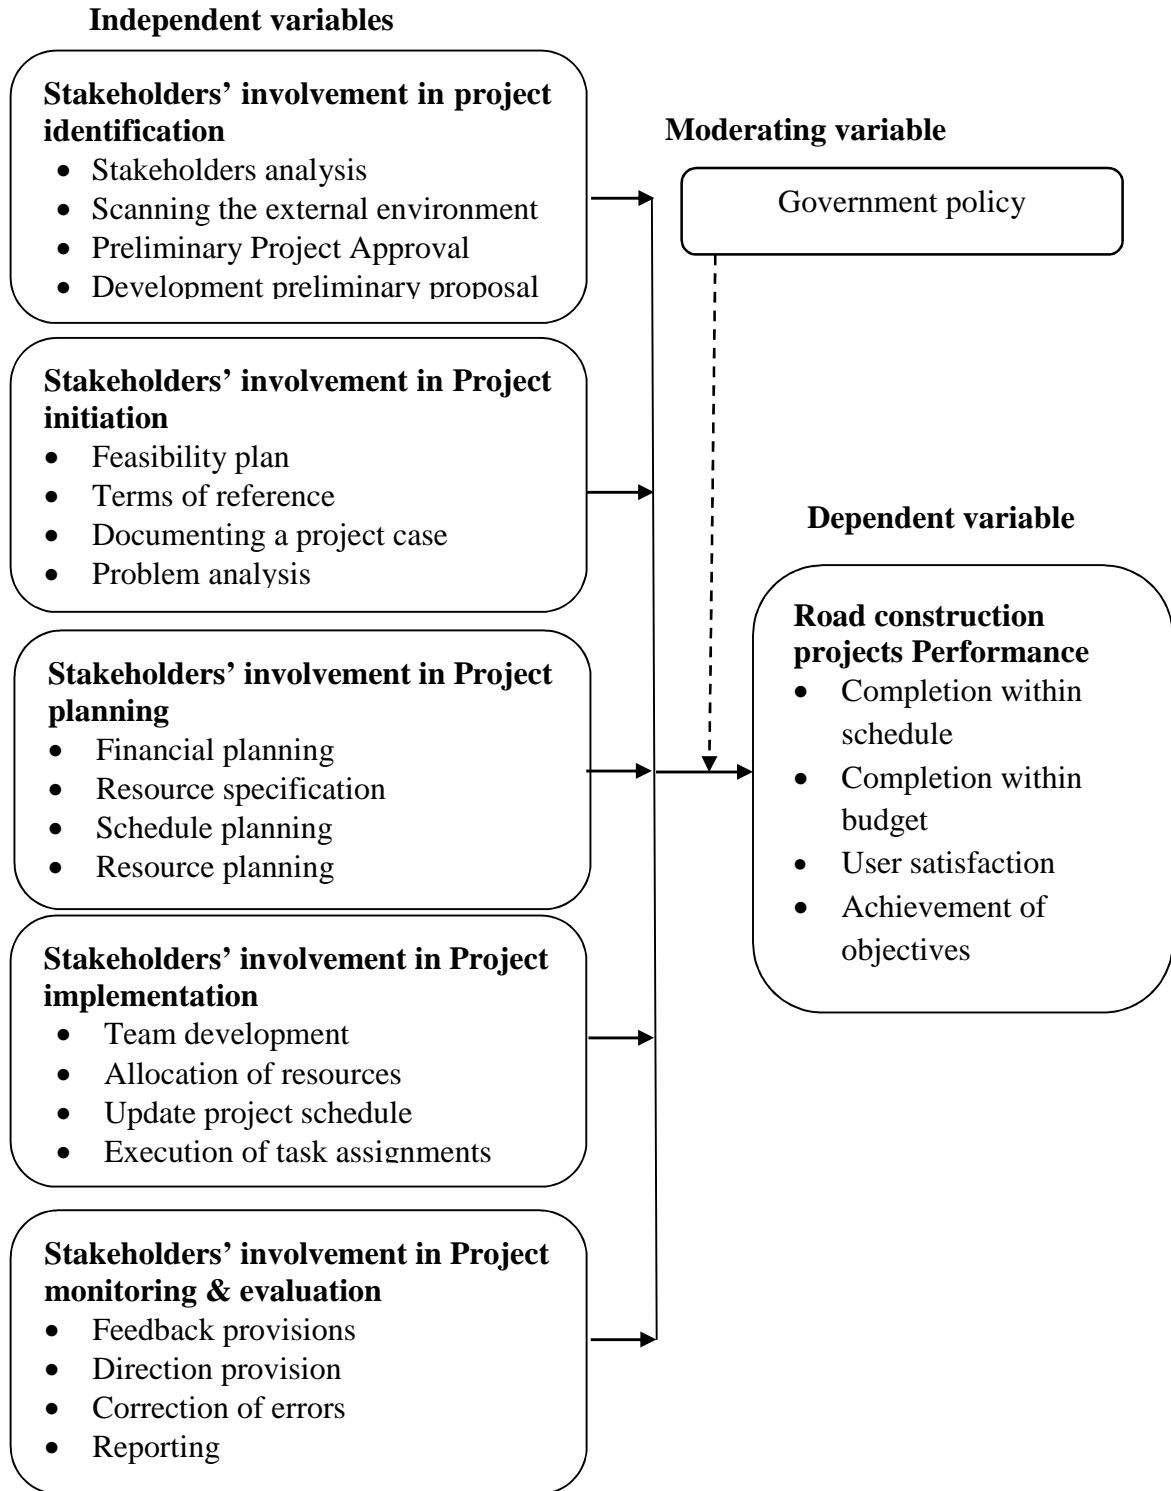 Independent variables
Stakeholders’ involvement in project
identification
• Stakeholders analysis
• Scanning the external environment
• Preliminary Project Approval
• Development preliminary proposal
Moderating variable
Government policy
Stakeholders’ involvement in Project
initiation
• Feasibility plan
• Terms of reference
• Documenting a project case
• Problem analysis
Dependent variable
Road construction
projects Performance
• Completion within
schedule
• Completion within
budget
• User satisfaction
• Achievement of
objectives
Stakeholders’ involvement in Project
planning
• Financial planning
• Resource specification
• Schedule planning
• Resource planning
Stakeholders’ involvement in Project
implementation
• Team development
• Allocation of resources
• Update project schedule
• Execution of task assignments
Stakeholders’ involvement in Project
monitoring & evaluation
• Feedback provisions
• Direction provision
• Correction of errors
• Reporting